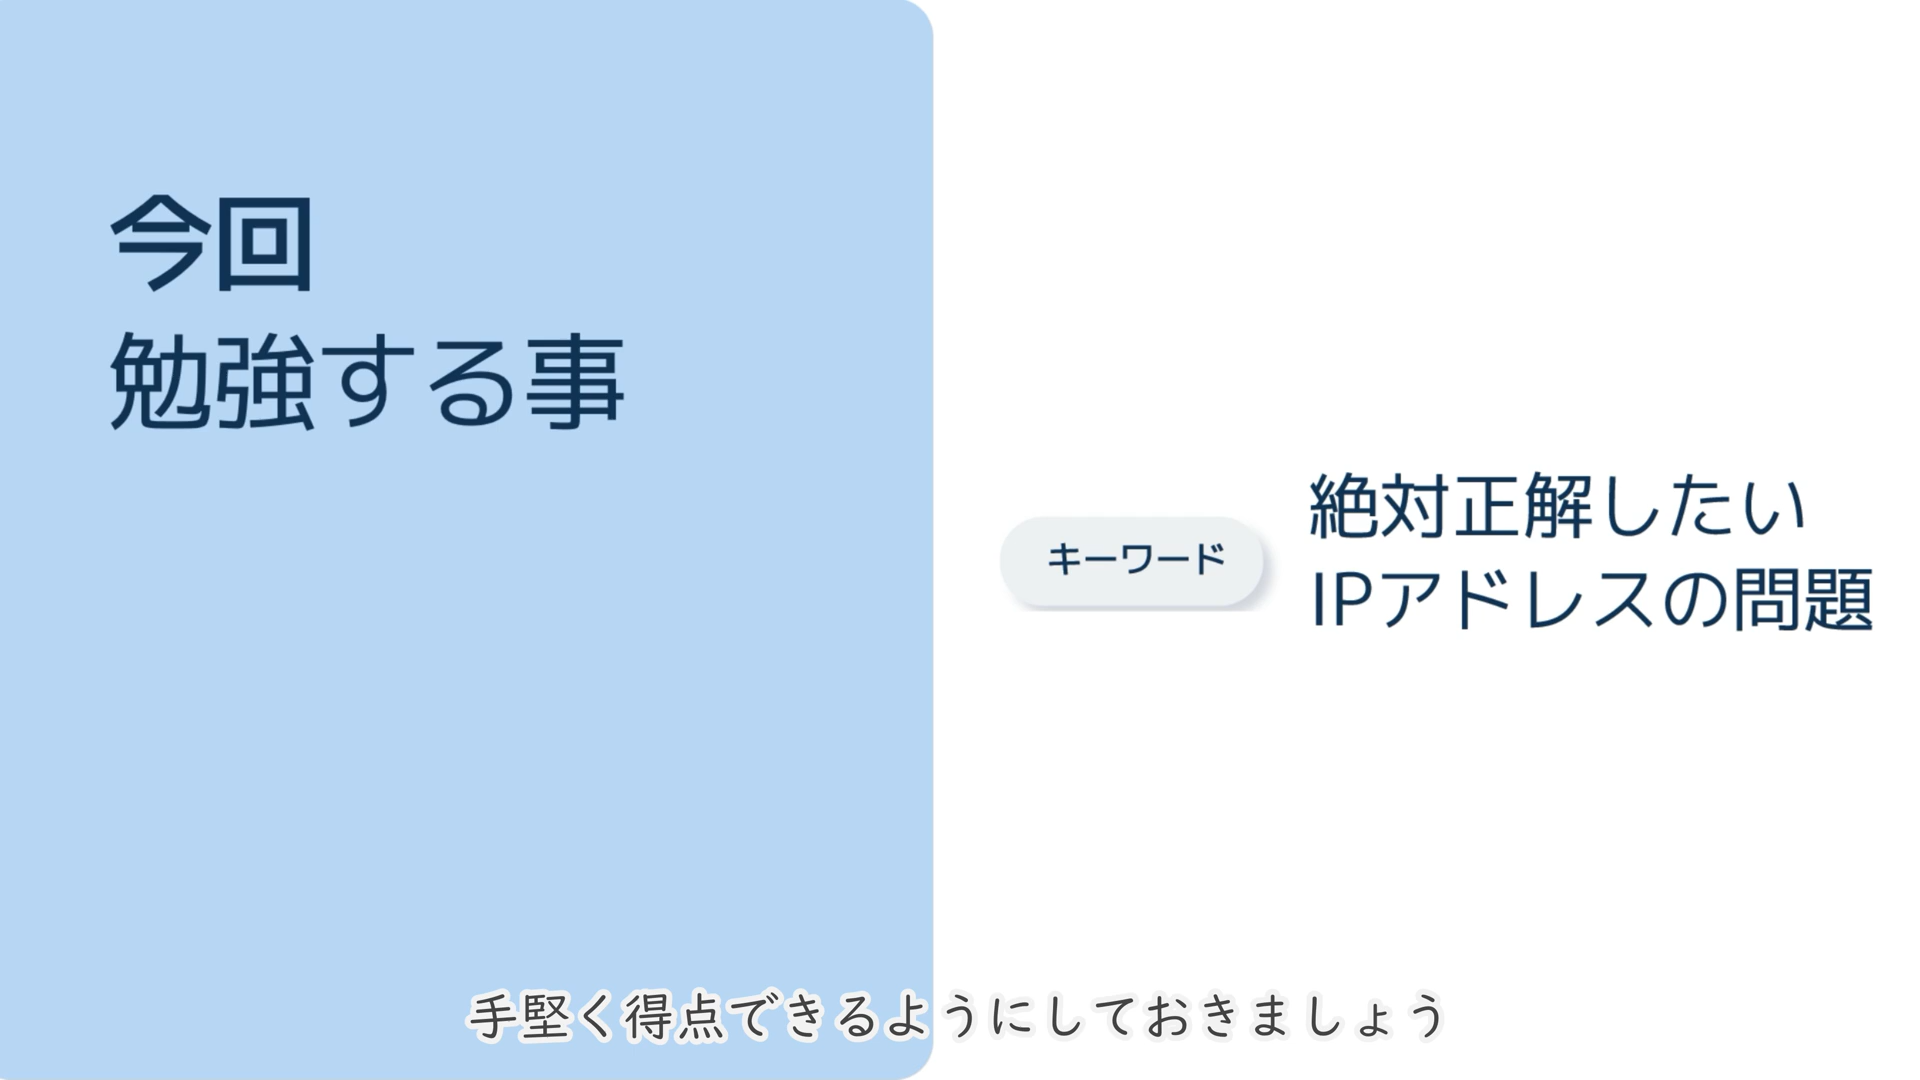 今回
勉強する事
キーワード
絶対正解したい
IPアドレスの問題
手堅く得点できるようにしておきましょう